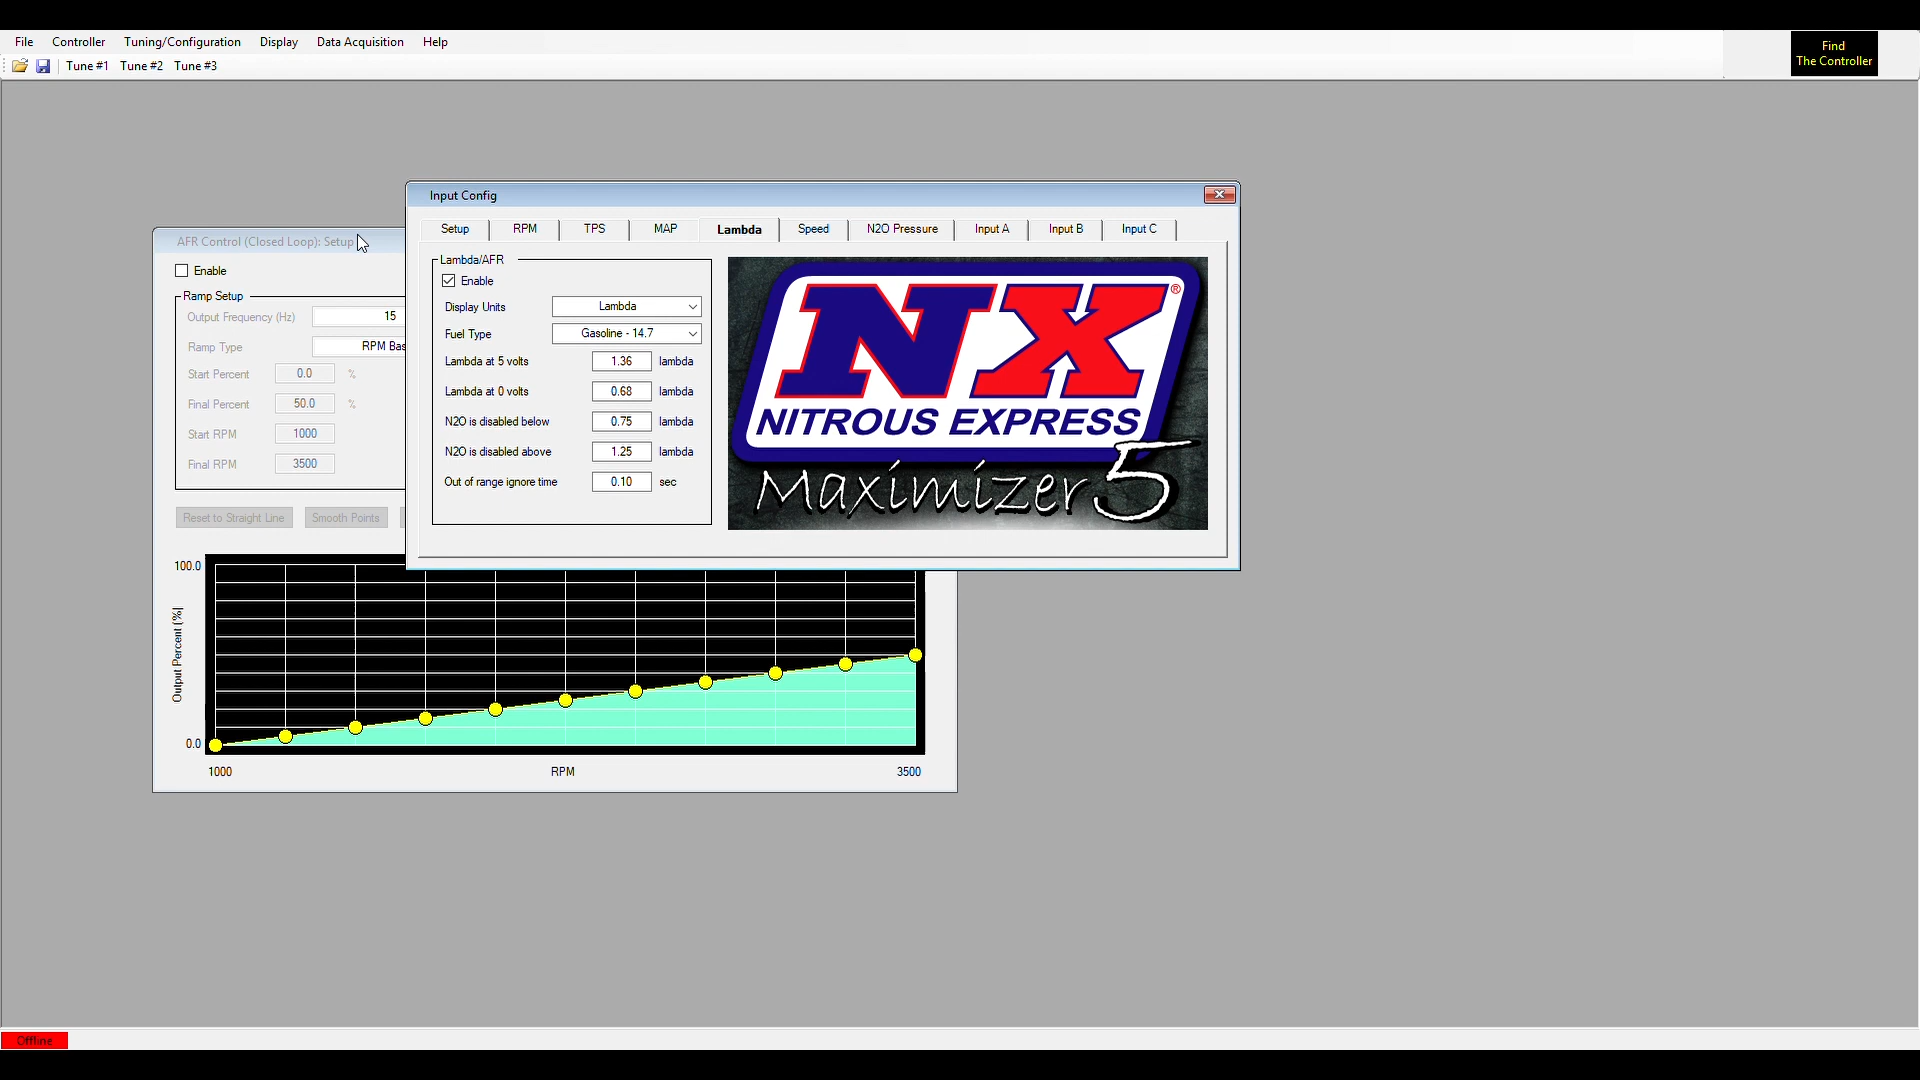 File Controller Tuning/Configuration Display Data Acquisition Help
Tune #1 Tune #2 Tune #3
Find
The Controller
Input Config
Setup RPM TPS MAP Lambda Speed N2O Pressure Input A Input B Input C
Lambda/AFR
Enable
Display Units Lambda
Fuel Type Gasoline - 14.7
Lambda at 5 volts 1.36 lambda
Lambda at 0 volts 0.68 lambda
N2O is disabled below 0.75 lambda
N2O is disabled above 1.25 lambda
Out of range ignore time 0.10 sec
NX®
NITROUS EXPRESS
Maximizer 5
AFR Control (Closed Loop): Setup
Enable
Ramp Setup
Output Frequency (Hz) 15
Ramp Type RPM Bas
Start Percent 0.0 %
Final Percent 50.0 %
Start RPM 1000
Final RPM 3500
Reset to Straight Line Smooth Points
100.0
Output Percent (%)
0.0
1000 RPM 3500
Offline